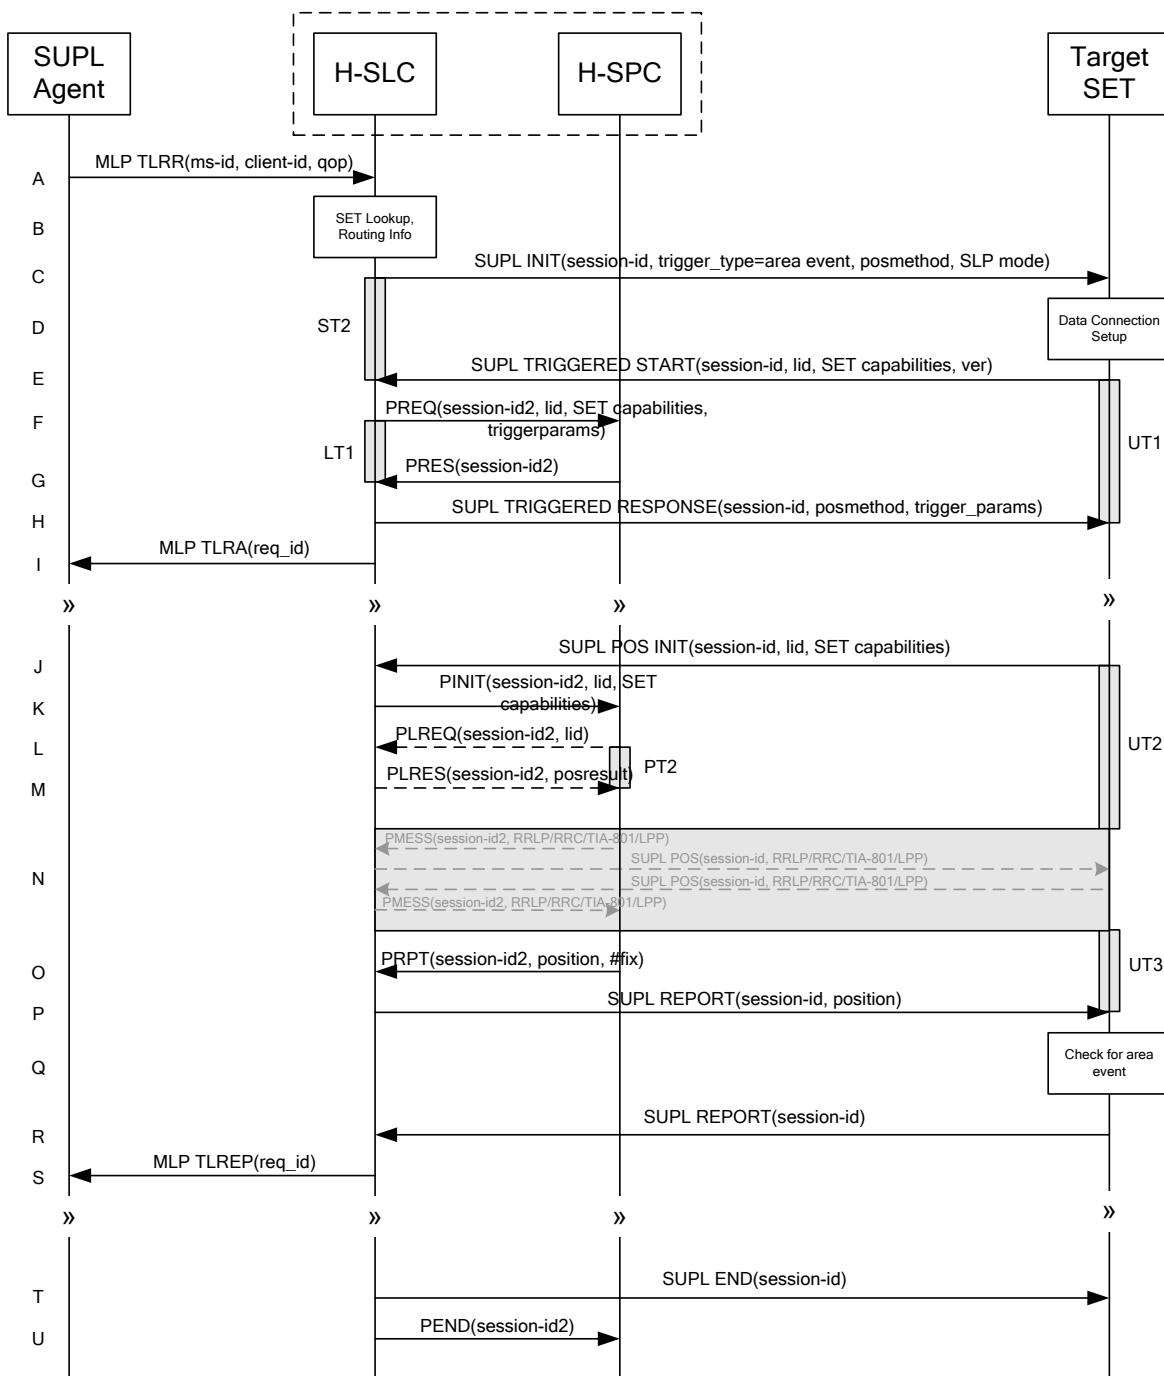 SUPL
Agent
H-SLC
H-SPC
Target
SET
A
MLP TLRR(ms-id, client-id, qop)
B
SET Lookup,
Routing Info
C
SUPL INIT(session-id, trigger_type=area event, posmethod, SLP mode)
D
ST2
Data Connection
Setup
E
SUPL TRIGGERED START(session-id, lid, SET capabilities, ver)
F
PREQ(session-id2, lid, SET capabilities,
triggerparams)
LT1
UT1
G
PRES(session-id2)
H
SUPL TRIGGERED RESPONSE(session-id, posmethod, trigger_params)
I
MLP TLRA(req_id)
»
»
»
»
J
SUPL POS INIT(session-id, lid, SET capabilities)
K
PINIT(session-id2, lid, SET
capabilities)
L
PLREQ(session-id2, lid)
UT2
M
PLRES(session-id2, posresult)
PT2
N
PMESS(session-id2, RRLP/RRC/TIA-801/LPP)
SUPL POS(session-id, RRLP/RRC/TIA-801/LPP)
SUPL POS(session-id, RRLP/RRC/TIA-801/LPP)
PMESS(session-id2, RRLP/RRC/TIA-801/LPP)
O
PRPT(session-id2, position, #fix)
UT3
P
SUPL REPORT(session-id, position)
Q
Check for area
event
R
SUPL REPORT(session-id)
S
MLP TLREP(req_id)
»
»
»
»
T
SUPL END(session-id)
U
PEND(session-id2)